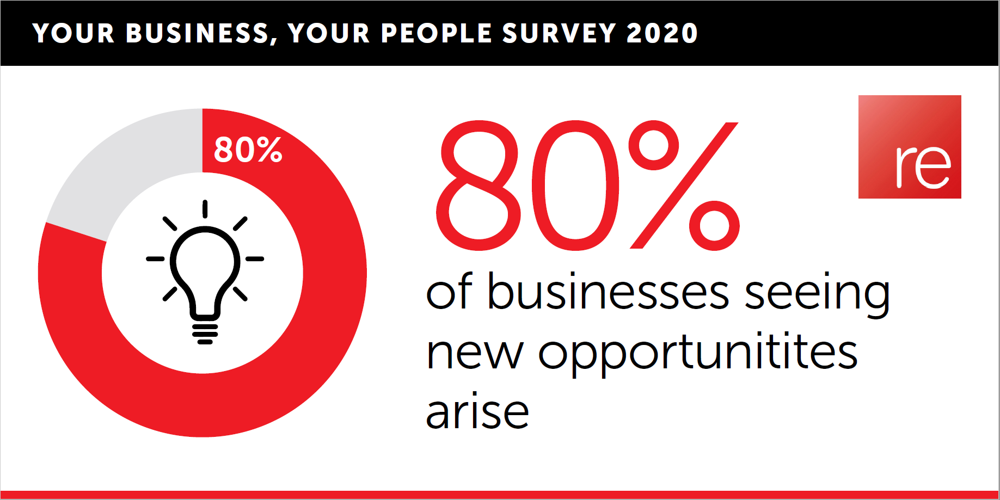 YOUR BUSINESS, YOUR PEOPLE SURVEY 2020
80%
80%
re
of businesses seeing
new opportunitites
arise